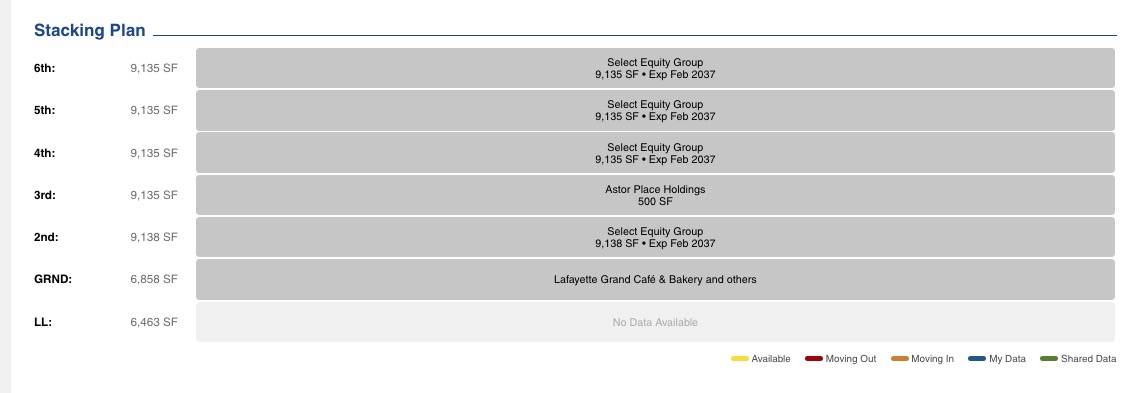 Stacking Plan
6th: 9,135 SF
Select Equity Group
9,135 SF • Exp Feb 2037
5th: 9,135 SF
Select Equity Group
9,135 SF • Exp Feb 2037
4th: 9,135 SF
Select Equity Group
9,135 SF • Exp Feb 2037
3rd: 9,135 SF
Astor Place Holdings
500 SF
2nd: 9,138 SF
Select Equity Group
9,138 SF • Exp Feb 2037
GRND: 6,858 SF
Lafayette Grand Café & Bakery and others
LL: 6,463 SF
No Data Available
Available Moving Out Moving In My Data Shared Data